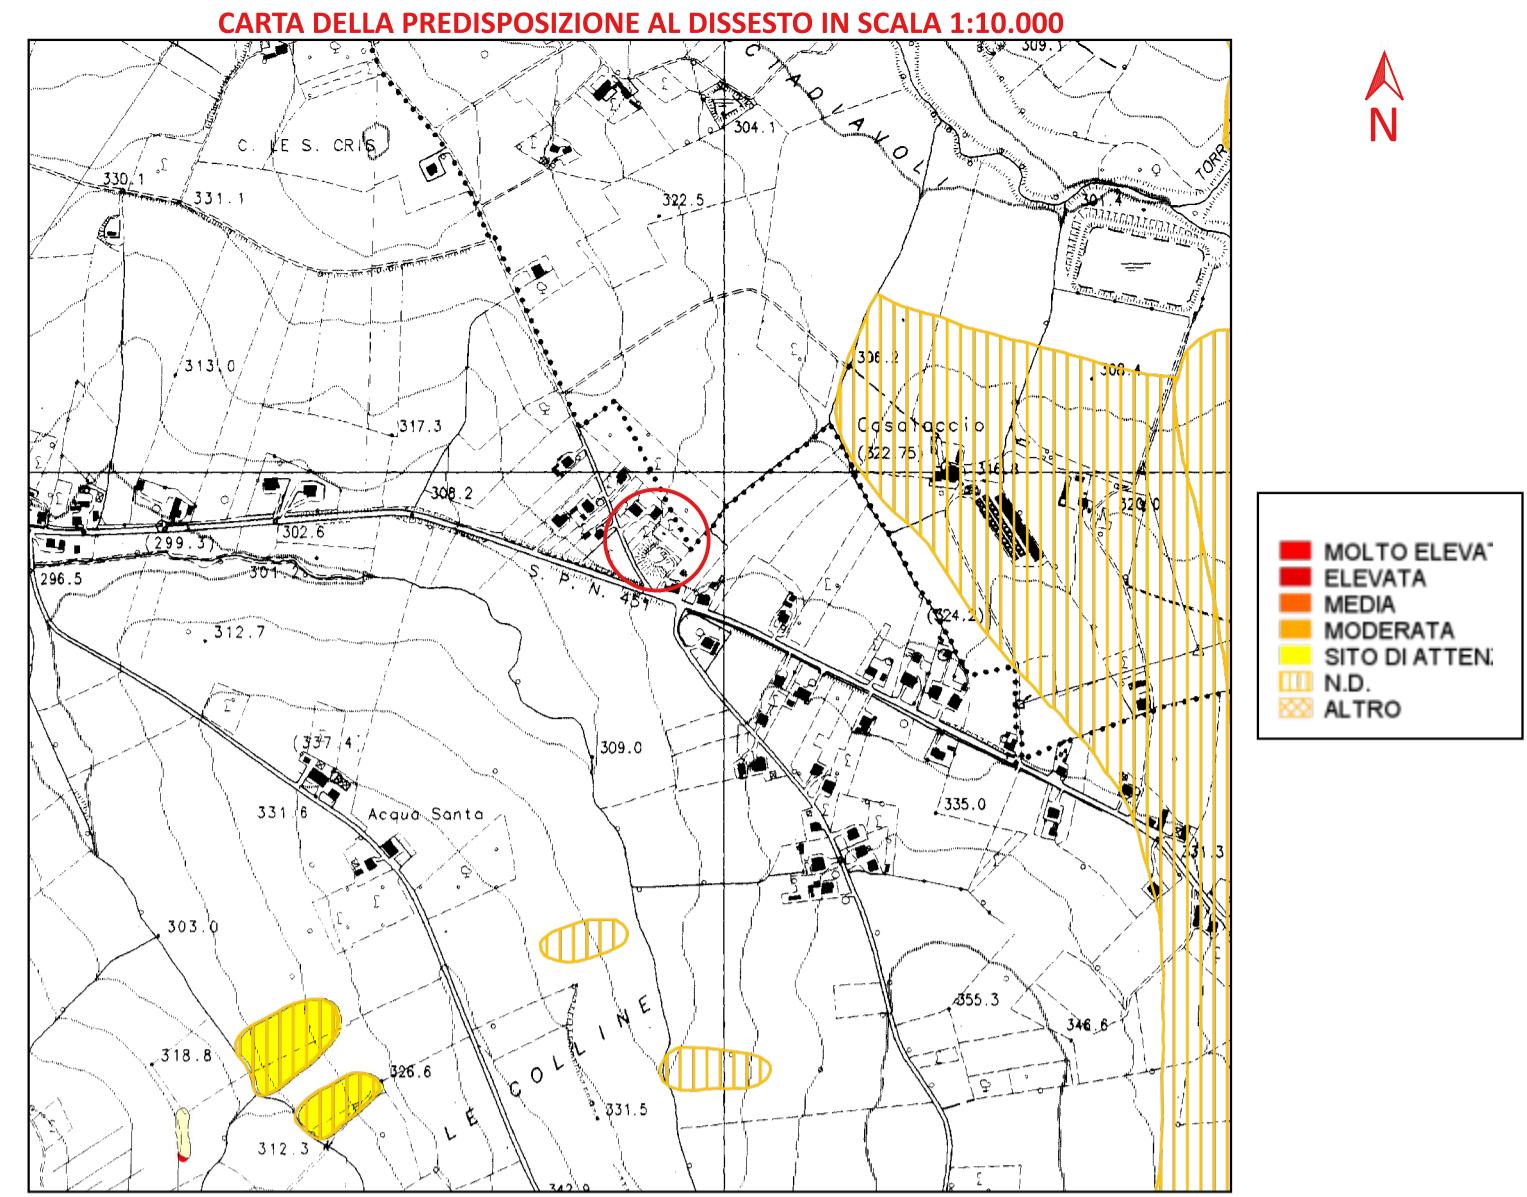 CARTA DELLA PREDISPOSIZIONE AL DISSESTO IN SCALA 1:10.000
N
309.1
CIADVAVOLI
304.1
C. LE S. CRIS
330.1
331.1
322.5
301.4
TORR
313.0
306.2
308.4
317.3
Casalaccio
(322.75)
316.8
320.0
308.2
302.6
(299.3)
296.5
301.2
S. P. N. 451
312.7
324.2)
(337.4
309.0
331.6
Acqua Santa
335.0
331.3
303.0
355.3
346.6
318.8
326.6
LE COLLINE
331.5
312.3
342.9
MOLTO ELEVAT
ELEVATA
MEDIA
MODERATA
SITO DI ATTEN
N.D.
ALTRO